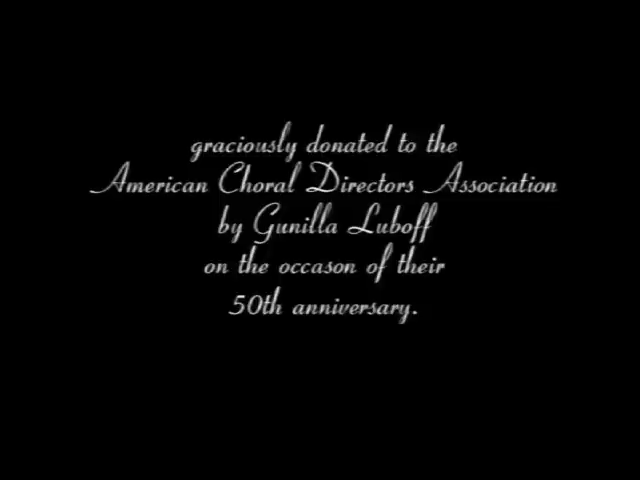 graciously donated to the
American Choral Directors Association
by Gunilla Luboff
on the occason of their
50th anniversary.